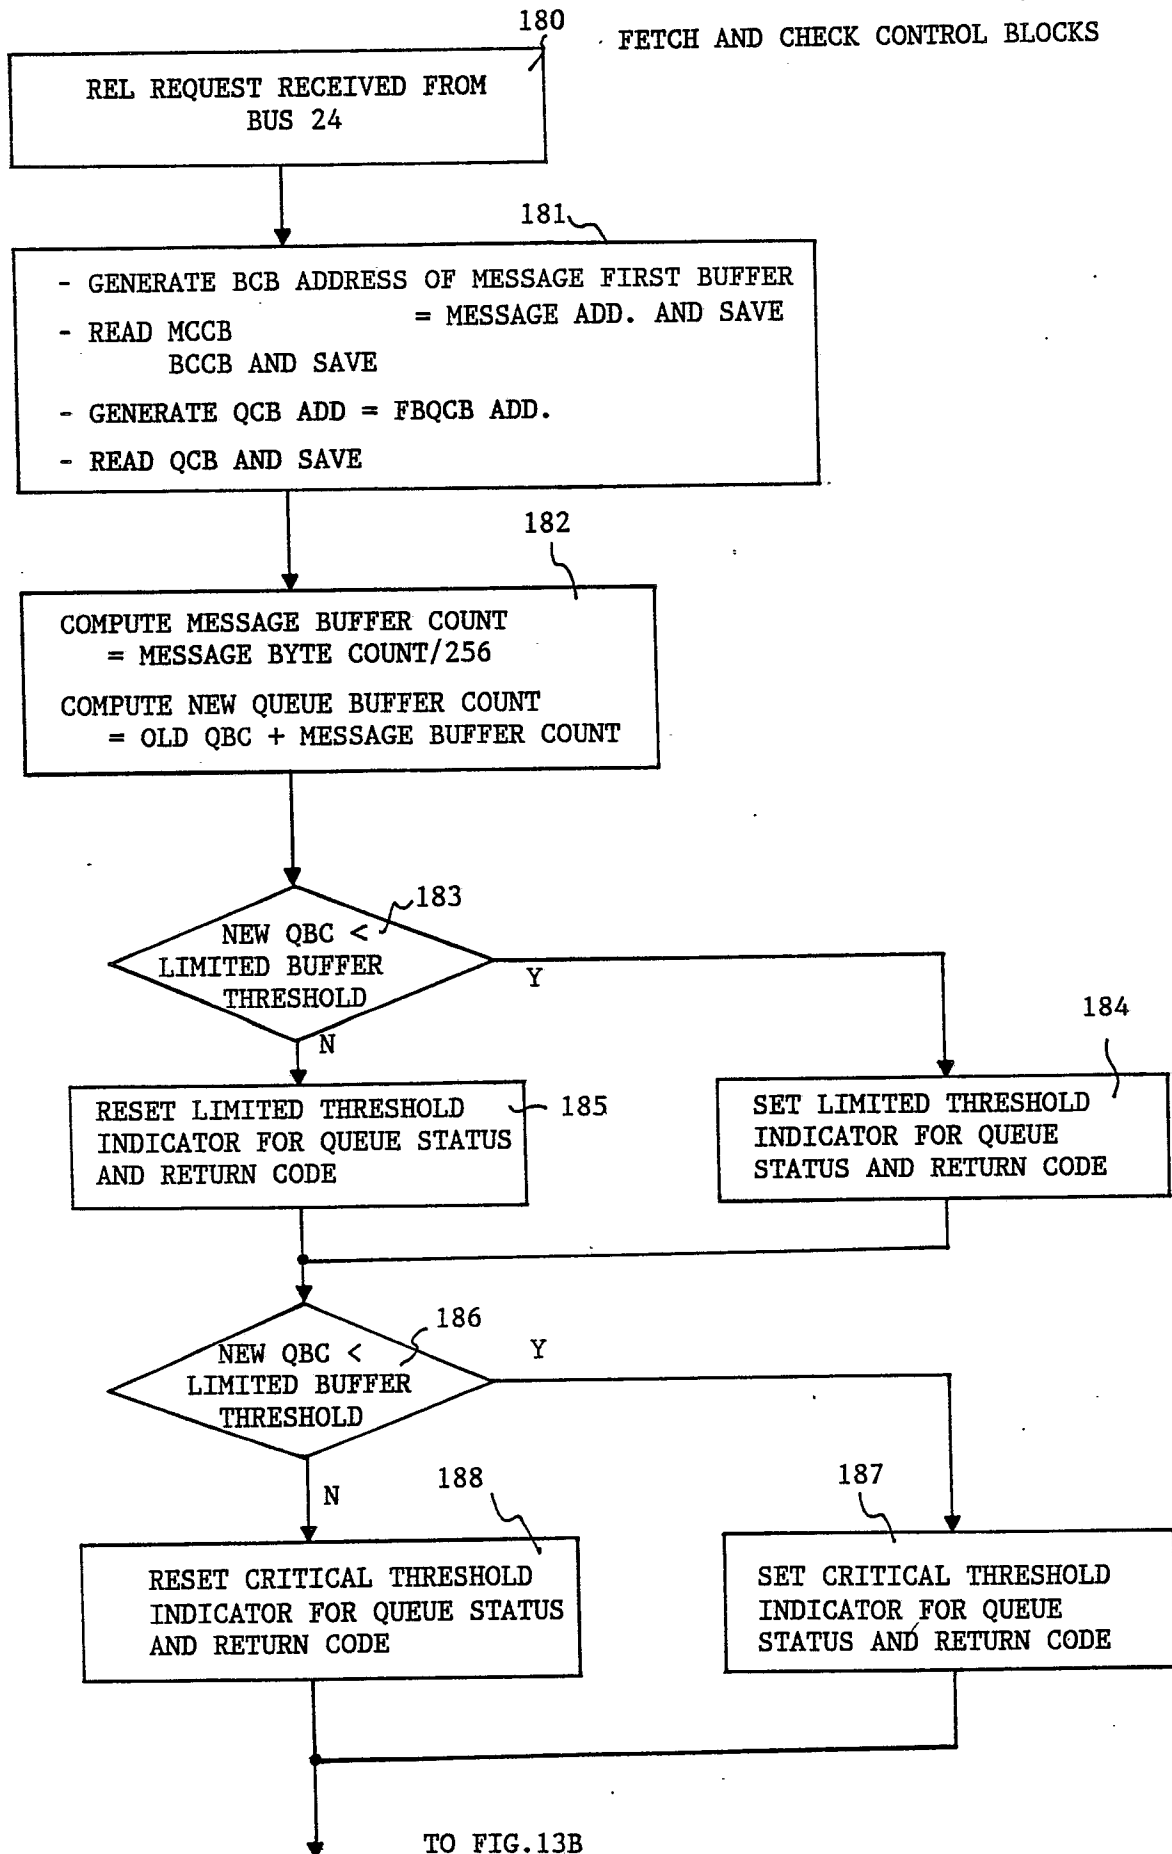 180
FETCH AND CHECK CONTROL BLOCKS
REL REQUEST RECEIVED FROM
BUS 24
181
- GENERATE BCB ADDRESS OF MESSAGE FIRST BUFFER
= MESSAGE ADD. AND SAVE
- READ MCCB
BCCB AND SAVE
- GENERATE QCB ADD = FBQCB ADD.
- READ QCB AND SAVE
182
COMPUTE MESSAGE BUFFER COUNT
= MESSAGE BYTE COUNT/256
COMPUTE NEW QUEUE BUFFER COUNT
= OLD QBC + MESSAGE BUFFER COUNT
183
NEW QBC <
LIMITED BUFFER
THRESHOLD
Y
N
184
RESET LIMITED THRESHOLD
INDICATOR FOR QUEUE STATUS
AND RETURN CODE
185
SET LIMITED THRESHOLD
INDICATOR FOR QUEUE
STATUS AND RETURN CODE
186
NEW QBC <
LIMITED BUFFER
THRESHOLD
Y
N
188
187
RESET CRITICAL THRESHOLD
INDICATOR FOR QUEUE STATUS
AND RETURN CODE
SET CRITICAL THRESHOLD
INDICATOR FOR QUEUE
STATUS AND RETURN CODE
TO FIG.13B